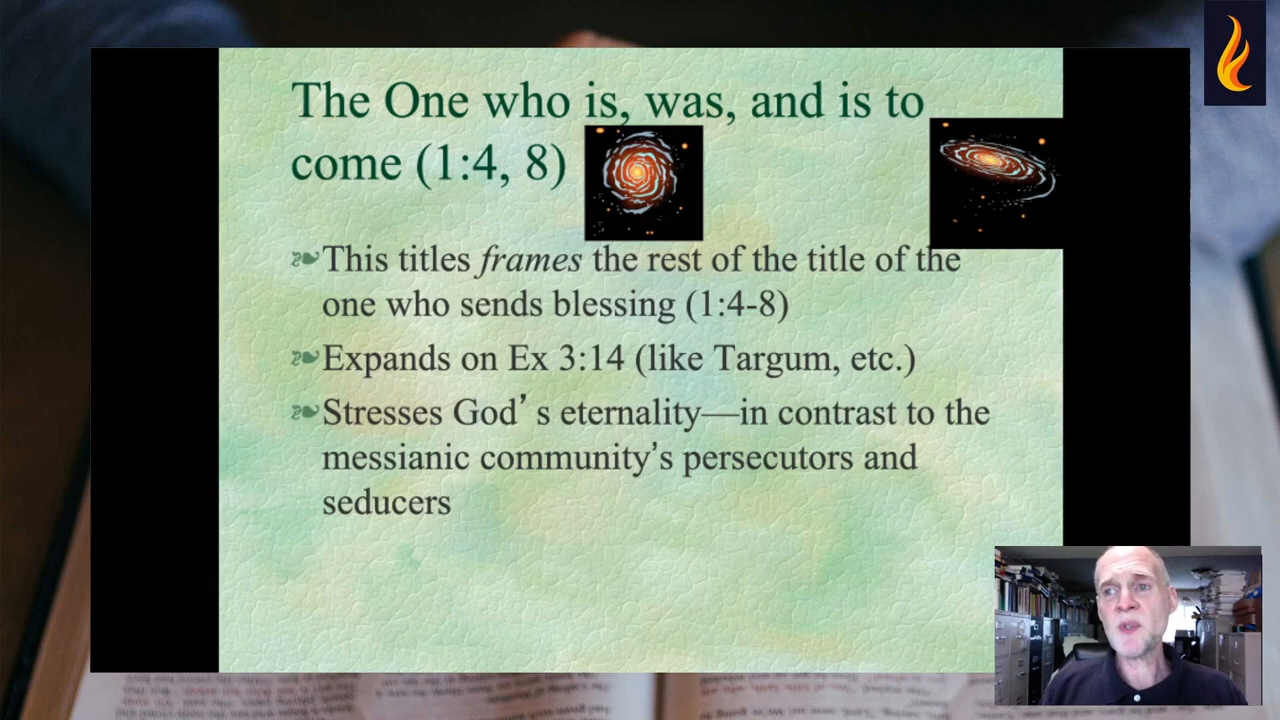 The One who is, was, and is to
come (1:4, 8)
❧This titles frames the rest of the title of the
one who sends blessing (1:4-8)
❧Expands on Ex 3:14 (like Targum, etc.)
❧Stresses God’ s eternality—in contrast to the
messianic community’s persecutors and
seducers